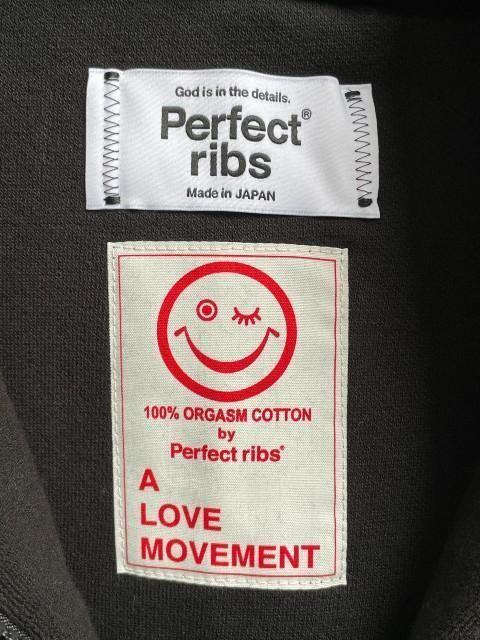 God is in the details.
Perfect®
ribs
Made in JAPAN
100% ORGASM COTTON
by
Perfect ribs®
A
LOVE
MOVEMENT